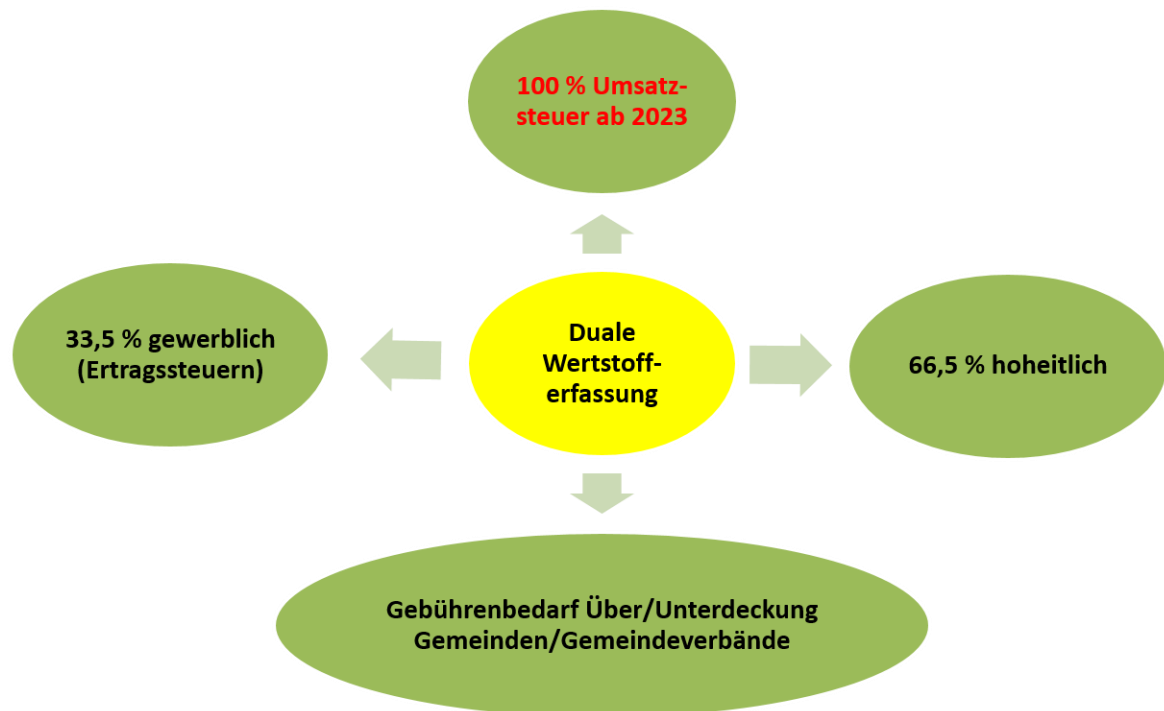 100 % Umsatz-
steuer ab 2023
33,5 % gewerblich
(Ertragssteuern)
Duale
Wertstoff-
erfassung
66,5 % hoheitlich
Gebührenbedarf Über/Unterdeckung
Gemeinden/Gemeindeverbände